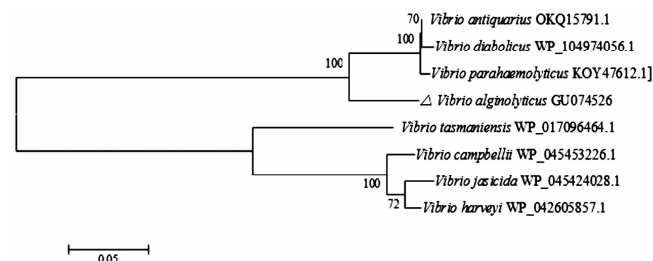 70
Vibrio antiquarius OKQ15791.1
100
Vibrio diabolicus WP_104974056.1
100
Vibrio parahaemolyticus KOY47612.1]
△ Vibrio alginolyticus GU074526
Vibrio tasmaniensis WP_017096464.1
Vibrio campbellii WP_045453226.1
100
Vibrio jasicida WP_045424028.1
72
Vibrio harveyi WP_042605857.1
0.05